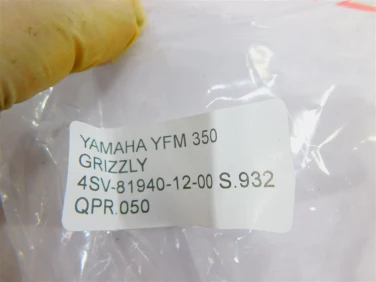 YAMAHA YFM 350
GRIZZLY
4SV-81940-12-00 S.932
QPR.050